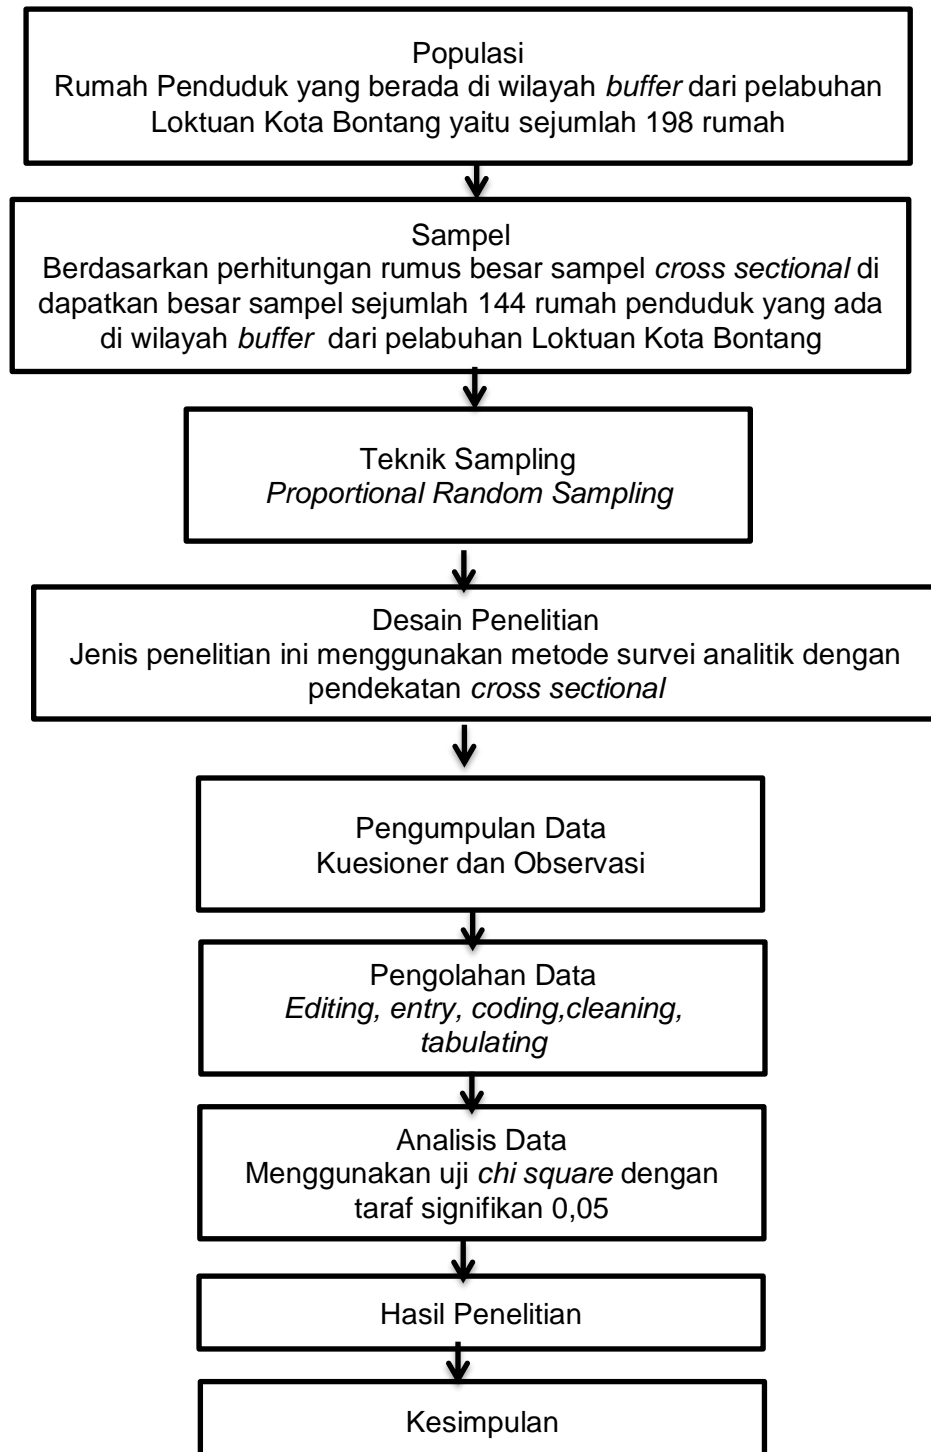 Populasi
Rumah Penduduk yang berada di wilayah buffer dari pelabuhan
Loktuan Kota Bontang yaitu sejumlah 198 rumah
Sampel
Berdasarkan perhitungan rumus besar sampel cross sectional di
dapatkan besar sampel sejumlah 144 rumah penduduk yang ada
di wilayah buffer dari pelabuhan Loktuan Kota Bontang
Teknik Sampling
Proportional Random Sampling
Desain Penelitian
Jenis penelitian ini menggunakan metode survei analitik dengan
pendekatan cross sectional
Pengumpulan Data
Kuesioner dan Observasi
Pengolahan Data
Editing, entry, coding,cleaning,
tabulating
Analisis Data
Menggunakan uji chi square dengan
taraf signifikan 0,05
Hasil Penelitian
Kesimpulan